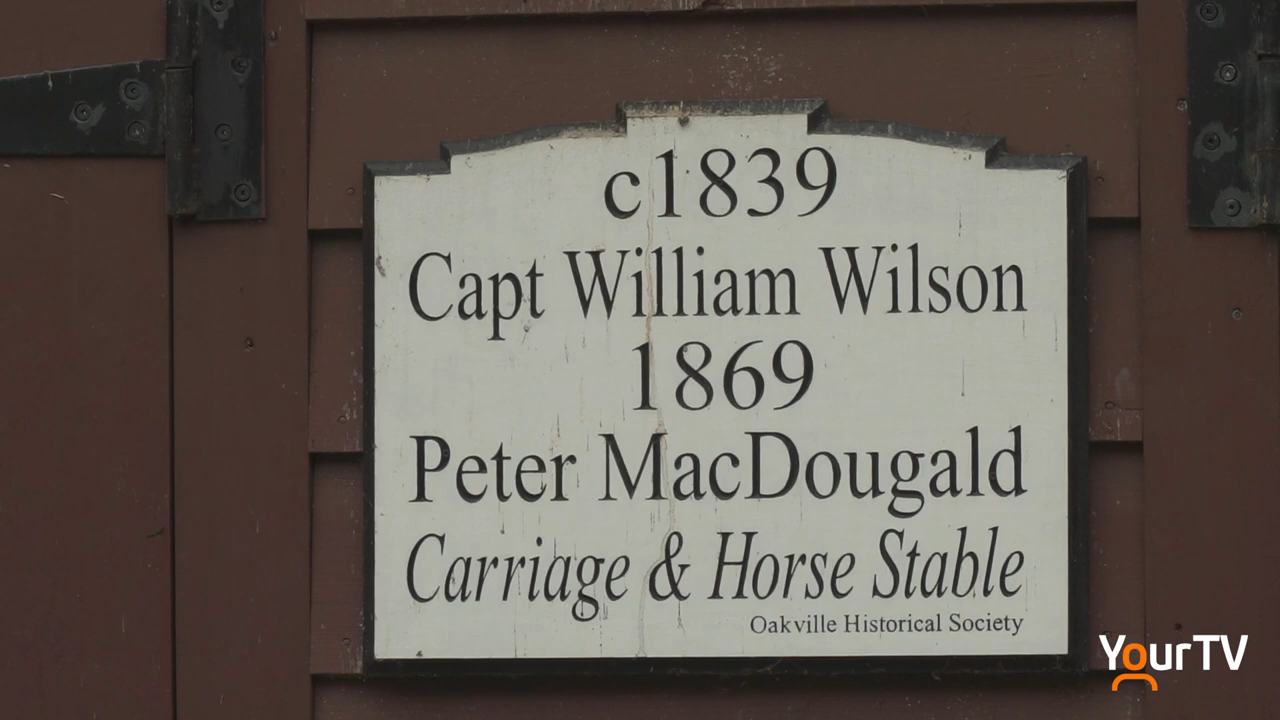 c1839
Capt William Wilson
1869
Peter MacDougald
Carriage & Horse Stable
Oakville Historical Society
YourTV